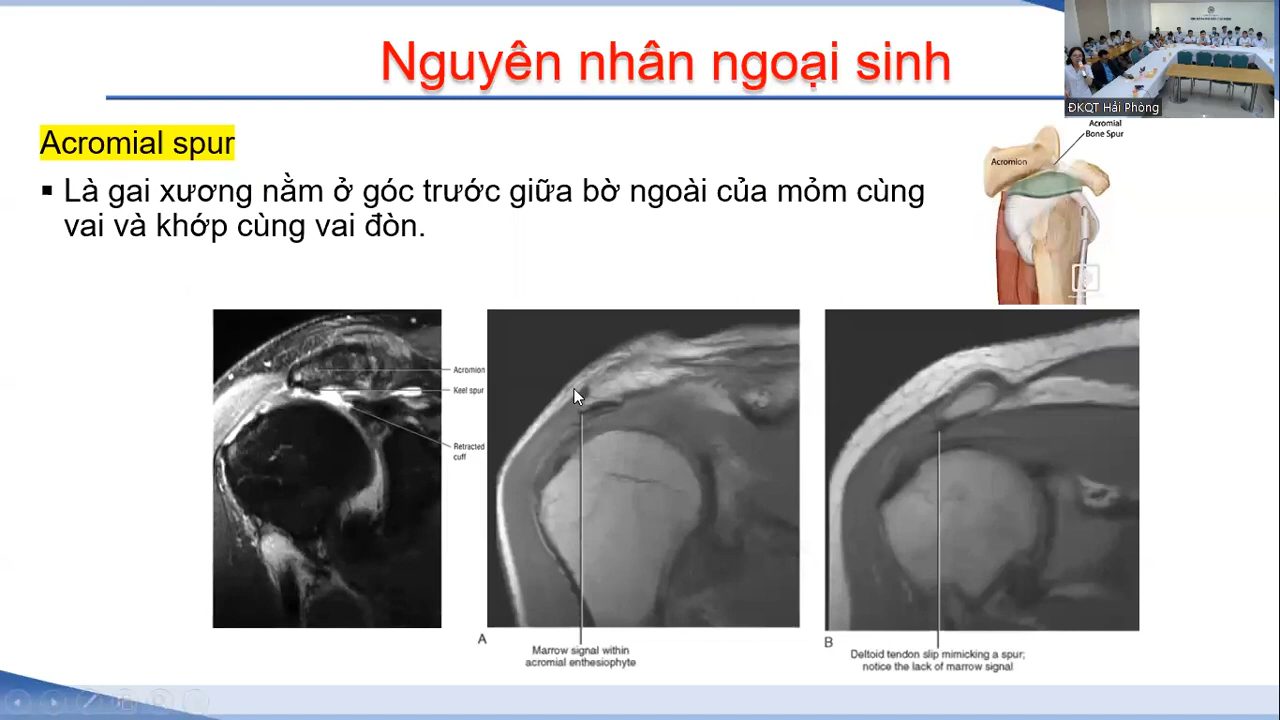 Nguyên nhân ngoại sinh
ĐKQT Hải Phòng
Acromial spur
▪ Là gai xương nằm ở góc trước giữa bờ ngoài của mỏm cùng
vai và khớp cùng vai đòn.
Acromial
Bone Spur
Acromion
Acromion
Keel spur
Retracted
cuff
A
Marrow signal within
acromial enthesiophyte
B
Deltoid tendon slip mimicking a spur;
notice the lack of marrow signal